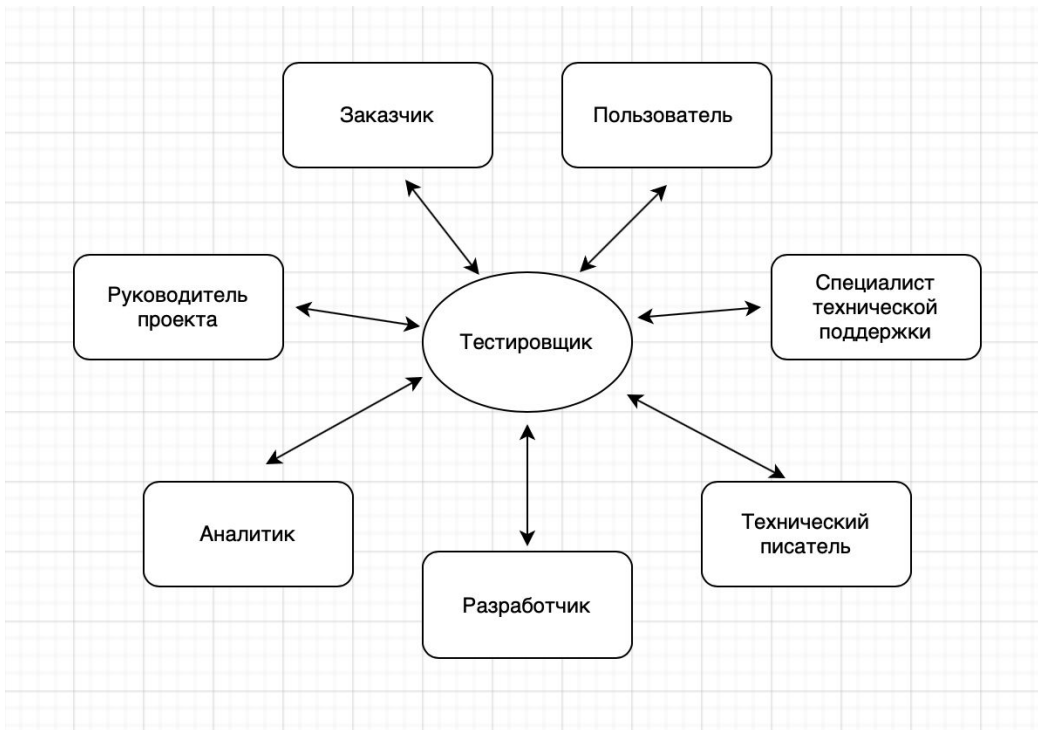 Заказчик
Пользователь
Руководитель
проекта
Специалист
технической
поддержки
Тестировщик
Аналитик
Технический
писатель
Разработчик